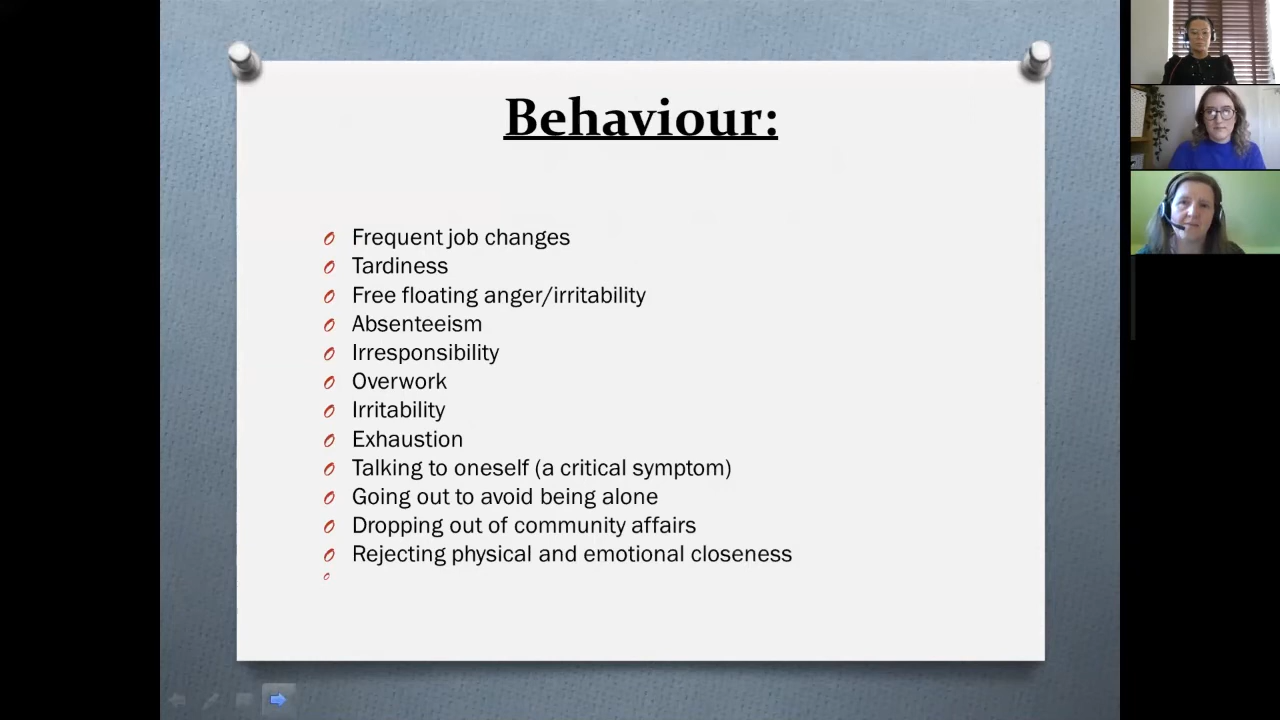 Behaviour:
Frequent job changes
Tardiness
Free floating anger/irritability
Absenteeism
Irresponsibility
Overwork
Irritability
Exhaustion
Talking to oneself (a critical symptom)
Going out to avoid being alone
Dropping out of community affairs
Rejecting physical and emotional closeness